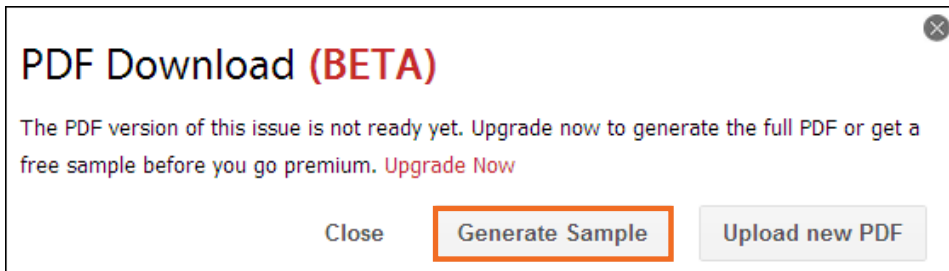 PDF Download (BETA)
The PDF version of this issue is not ready yet. Upgrade now to generate the full PDF or get a
free sample before you go premium. Upgrade Now
Close Generate Sample Upload new PDF